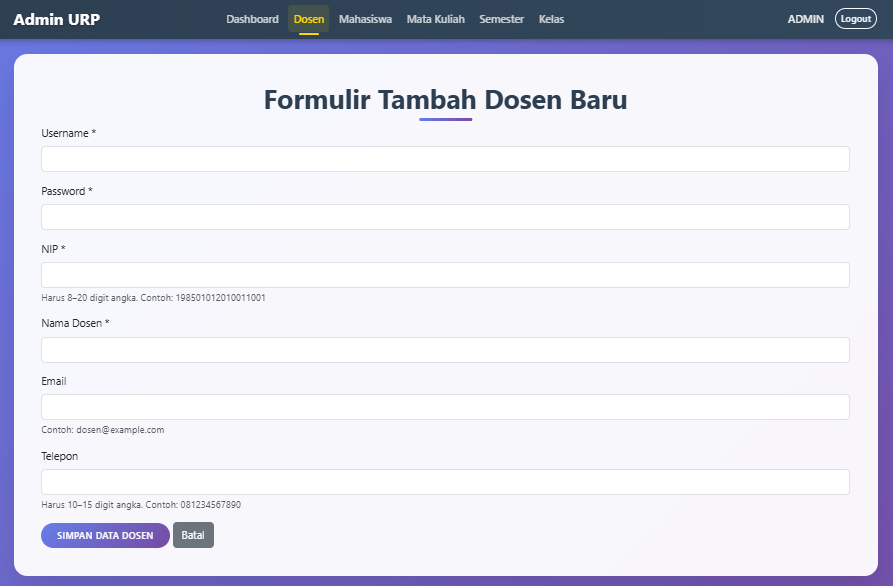 Admin URP Dashboard Dosen Mahasiswa Mata Kuliah Semester Kelas ADMIN Logout
Formulir Tambah Dosen Baru
Username *
Password *
NIP *
Harus 8–20 digit angka. Contoh: 198501012010011001
Nama Dosen *
Email
Contoh: dosen@example.com
Telepon
Harus 10–15 digit angka. Contoh: 081234567890
SIMPAN DATA DOSEN Batal